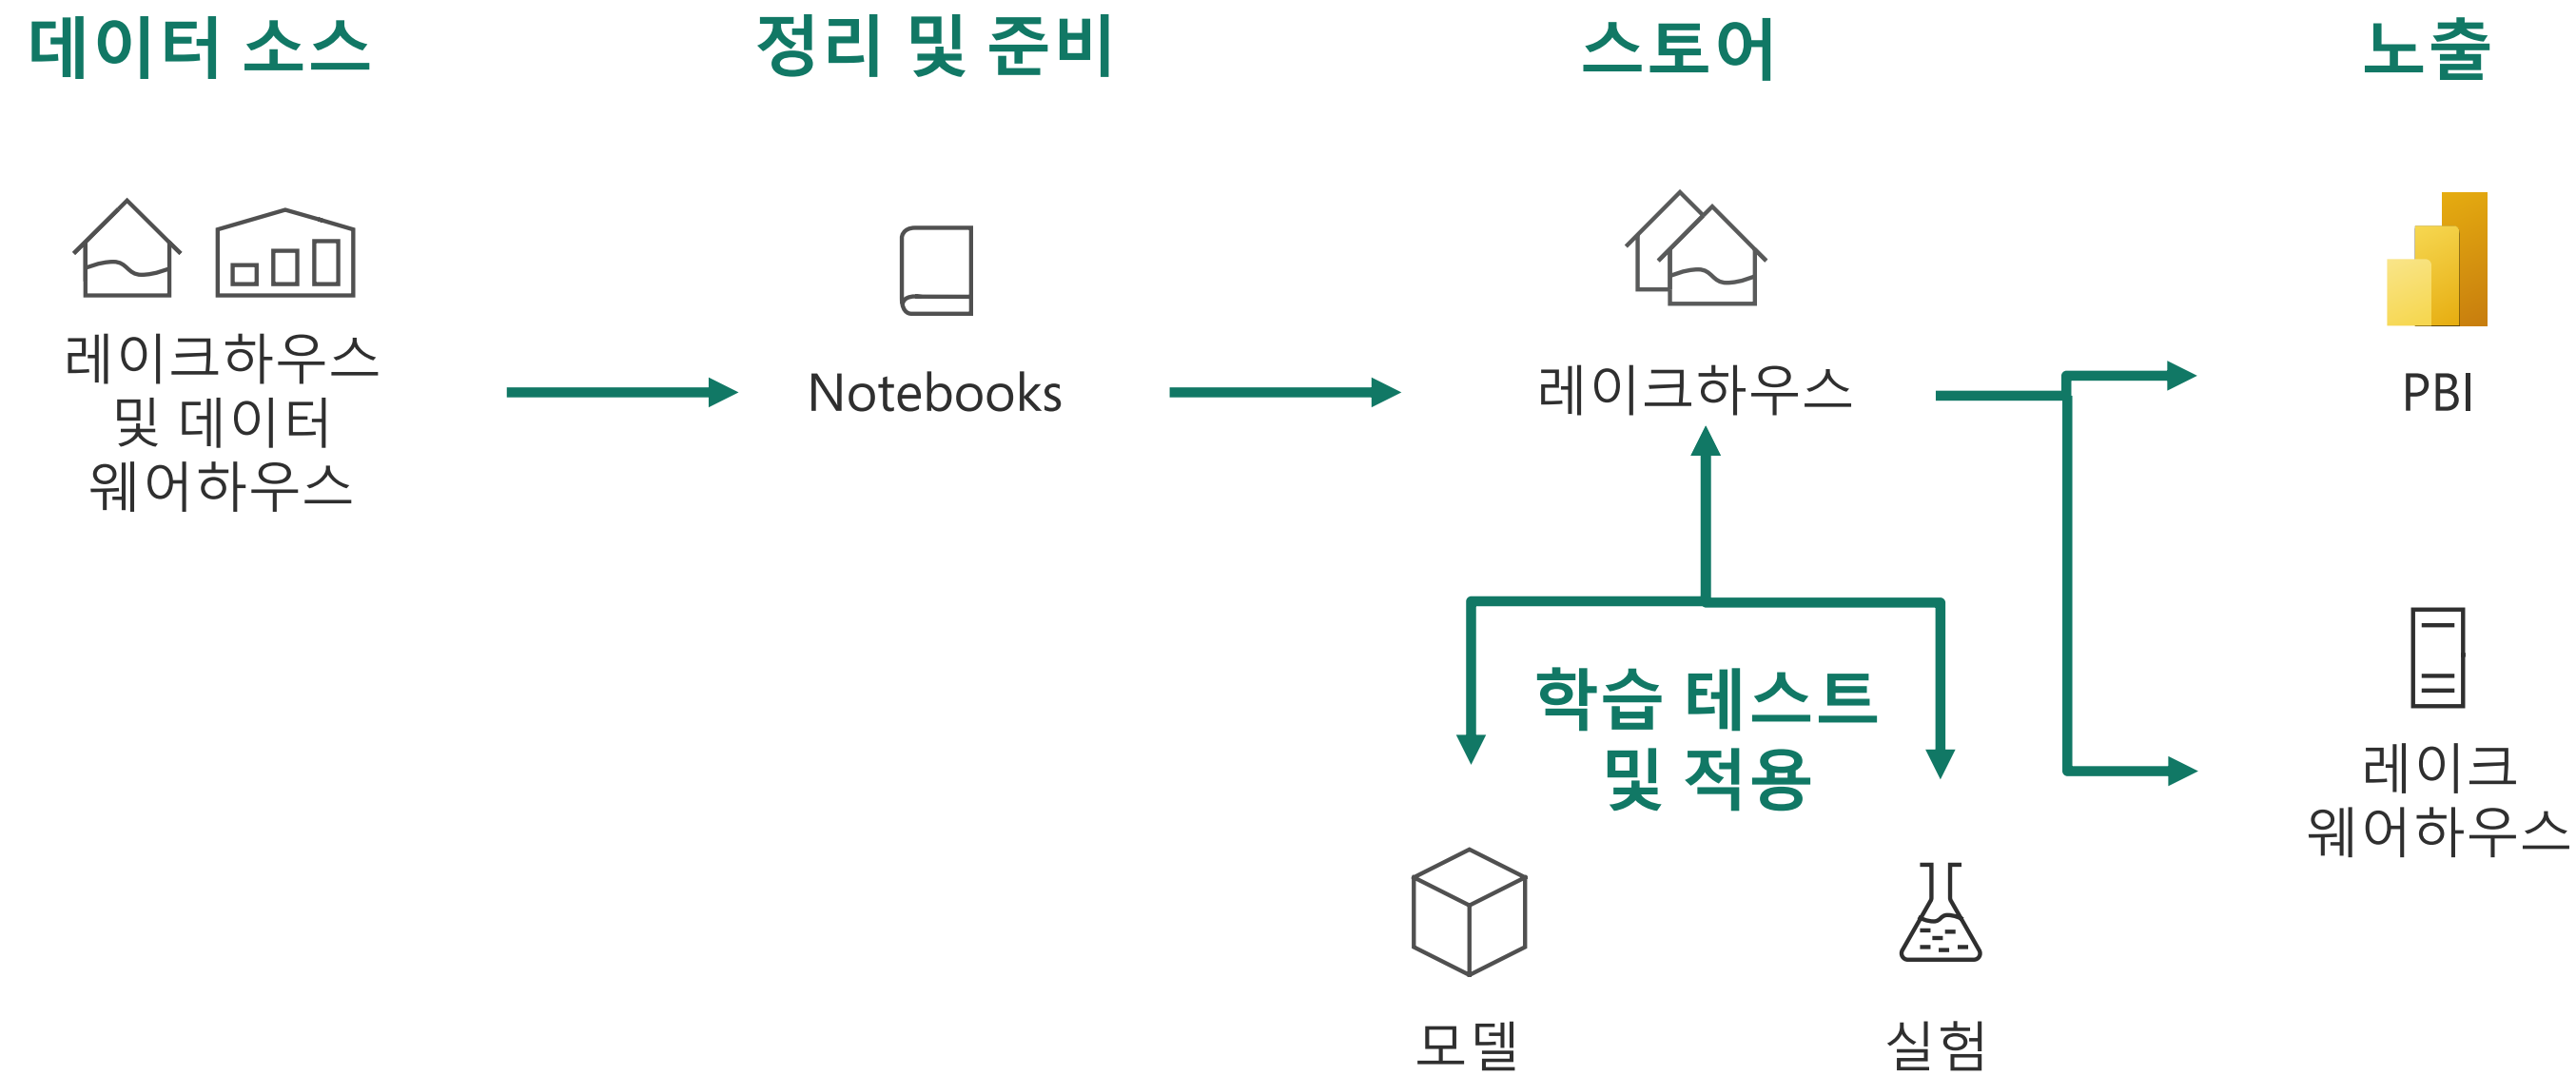 데이터 소스
정리 및 준비
스토어
노출
레이크하우스
및 데이터
웨어하우스
Notebooks
레이크하우스
PBI
학습 테스트
및 적용
레이크
웨어하우스
모델
실험